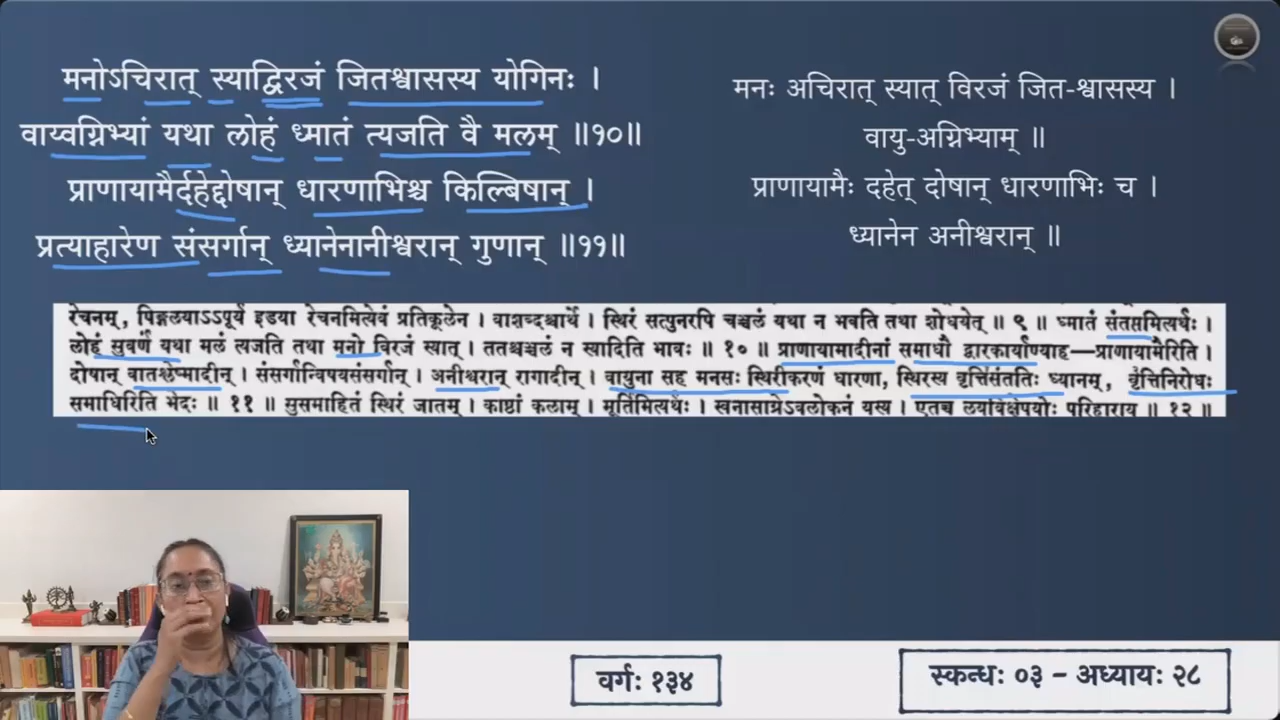 मनोऽचिरात् स्याद्विरजं जितश्वासस्य योगिनः ।
वाय्वग्निभ्यां यथा लोहं ध्मातं त्यजति वै मलम् ॥१०॥
प्राणायामैर्दहेद्दोषान् धारणाभिश्च किल्बिषान् ।
प्रत्याहारेण संसर्गान् ध्यानेनानीश्वरान् गुणान् ॥११॥
मनः अचिरात् स्यात् विरजं जित-श्वासस्य ।
वायु-अग्निभ्याम् ॥
प्राणायामैः दहेत् दोषान् धारणाभिः च ।
ध्यानेन अनीश्वरान् ॥
रेचनम्, पिङ्गलयाऽऽपूर्य इडया रेचनमित्येवं प्रतिकूलेन । वाशब्दश्चार्थे । स्थिरं सत्पुनरपि चञ्चलं यथा न भवति तथा शोधयेत् ॥ ९ ॥ ध्मातं संतप्तमित्यर्थः ।
लोहं सुवर्णं यथा मलं त्यजति तथा मनो विरजं स्यात् । ततश्चञ्चलं न स्यादिति भावः ॥ १० ॥ प्राणायामादीनां समाधौ द्वारकार्याण्याह—प्राणायामैरिति ।
दोषान् वातश्लेष्मादीन् । संसर्गान्विषयसंसर्गान् । अनीश्वरान् रागादीन् । वायुना सह मनसः स्थिरीकरणं धारणा, स्थिरस्य वृत्तिसंततिः ध्यानम्, वृत्तिनिरोधः
समाधिरिति भेदः ॥ ११ ॥ सुसमाहितं स्थिरं जातम् । काष्ठां कलाम् । मूर्तिमित्यर्थः । स्वनासाग्रेऽवलोकनं यस्य । एतच्च लयविक्षेपयोः परिहाराय ॥ १२ ॥
वर्गः १३४
स्कन्धः ०३ - अध्यायः २८